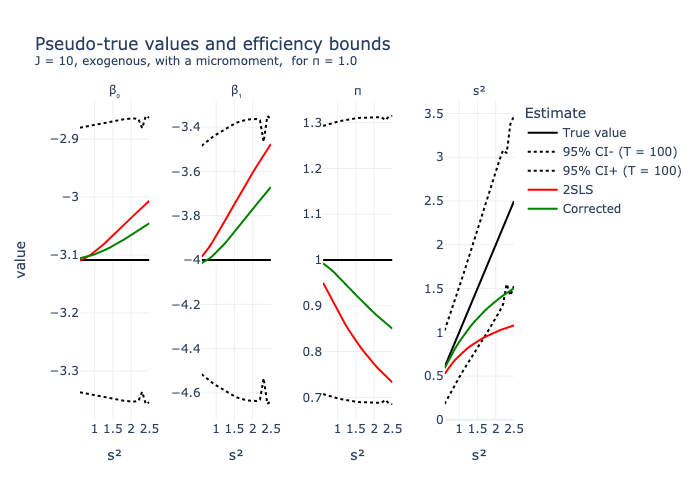 Pseudo-true values and efficiency bounds
J = 10, exogenous, with a micromoment,  for π = 1.0
β₀
β₁
π
s²
value
−2.9
−3
−3.1
−3.2
−3.3
1 1.5 2 2.5
s²
−3.4
−3.6
−3.8
−4
−4.2
−4.4
−4.6
1 1.5 2 2.5
s²
1.3
1.2
1.1
1
0.9
0.8
0.7
1 1.5 2 2.5
s²
3.5
3
2.5
2
1.5
1
0.5
0
1 1.5 2 2.5
s²
Estimate
True value
95% CI- (T = 100)
95% CI+ (T = 100)
2SLS
Corrected